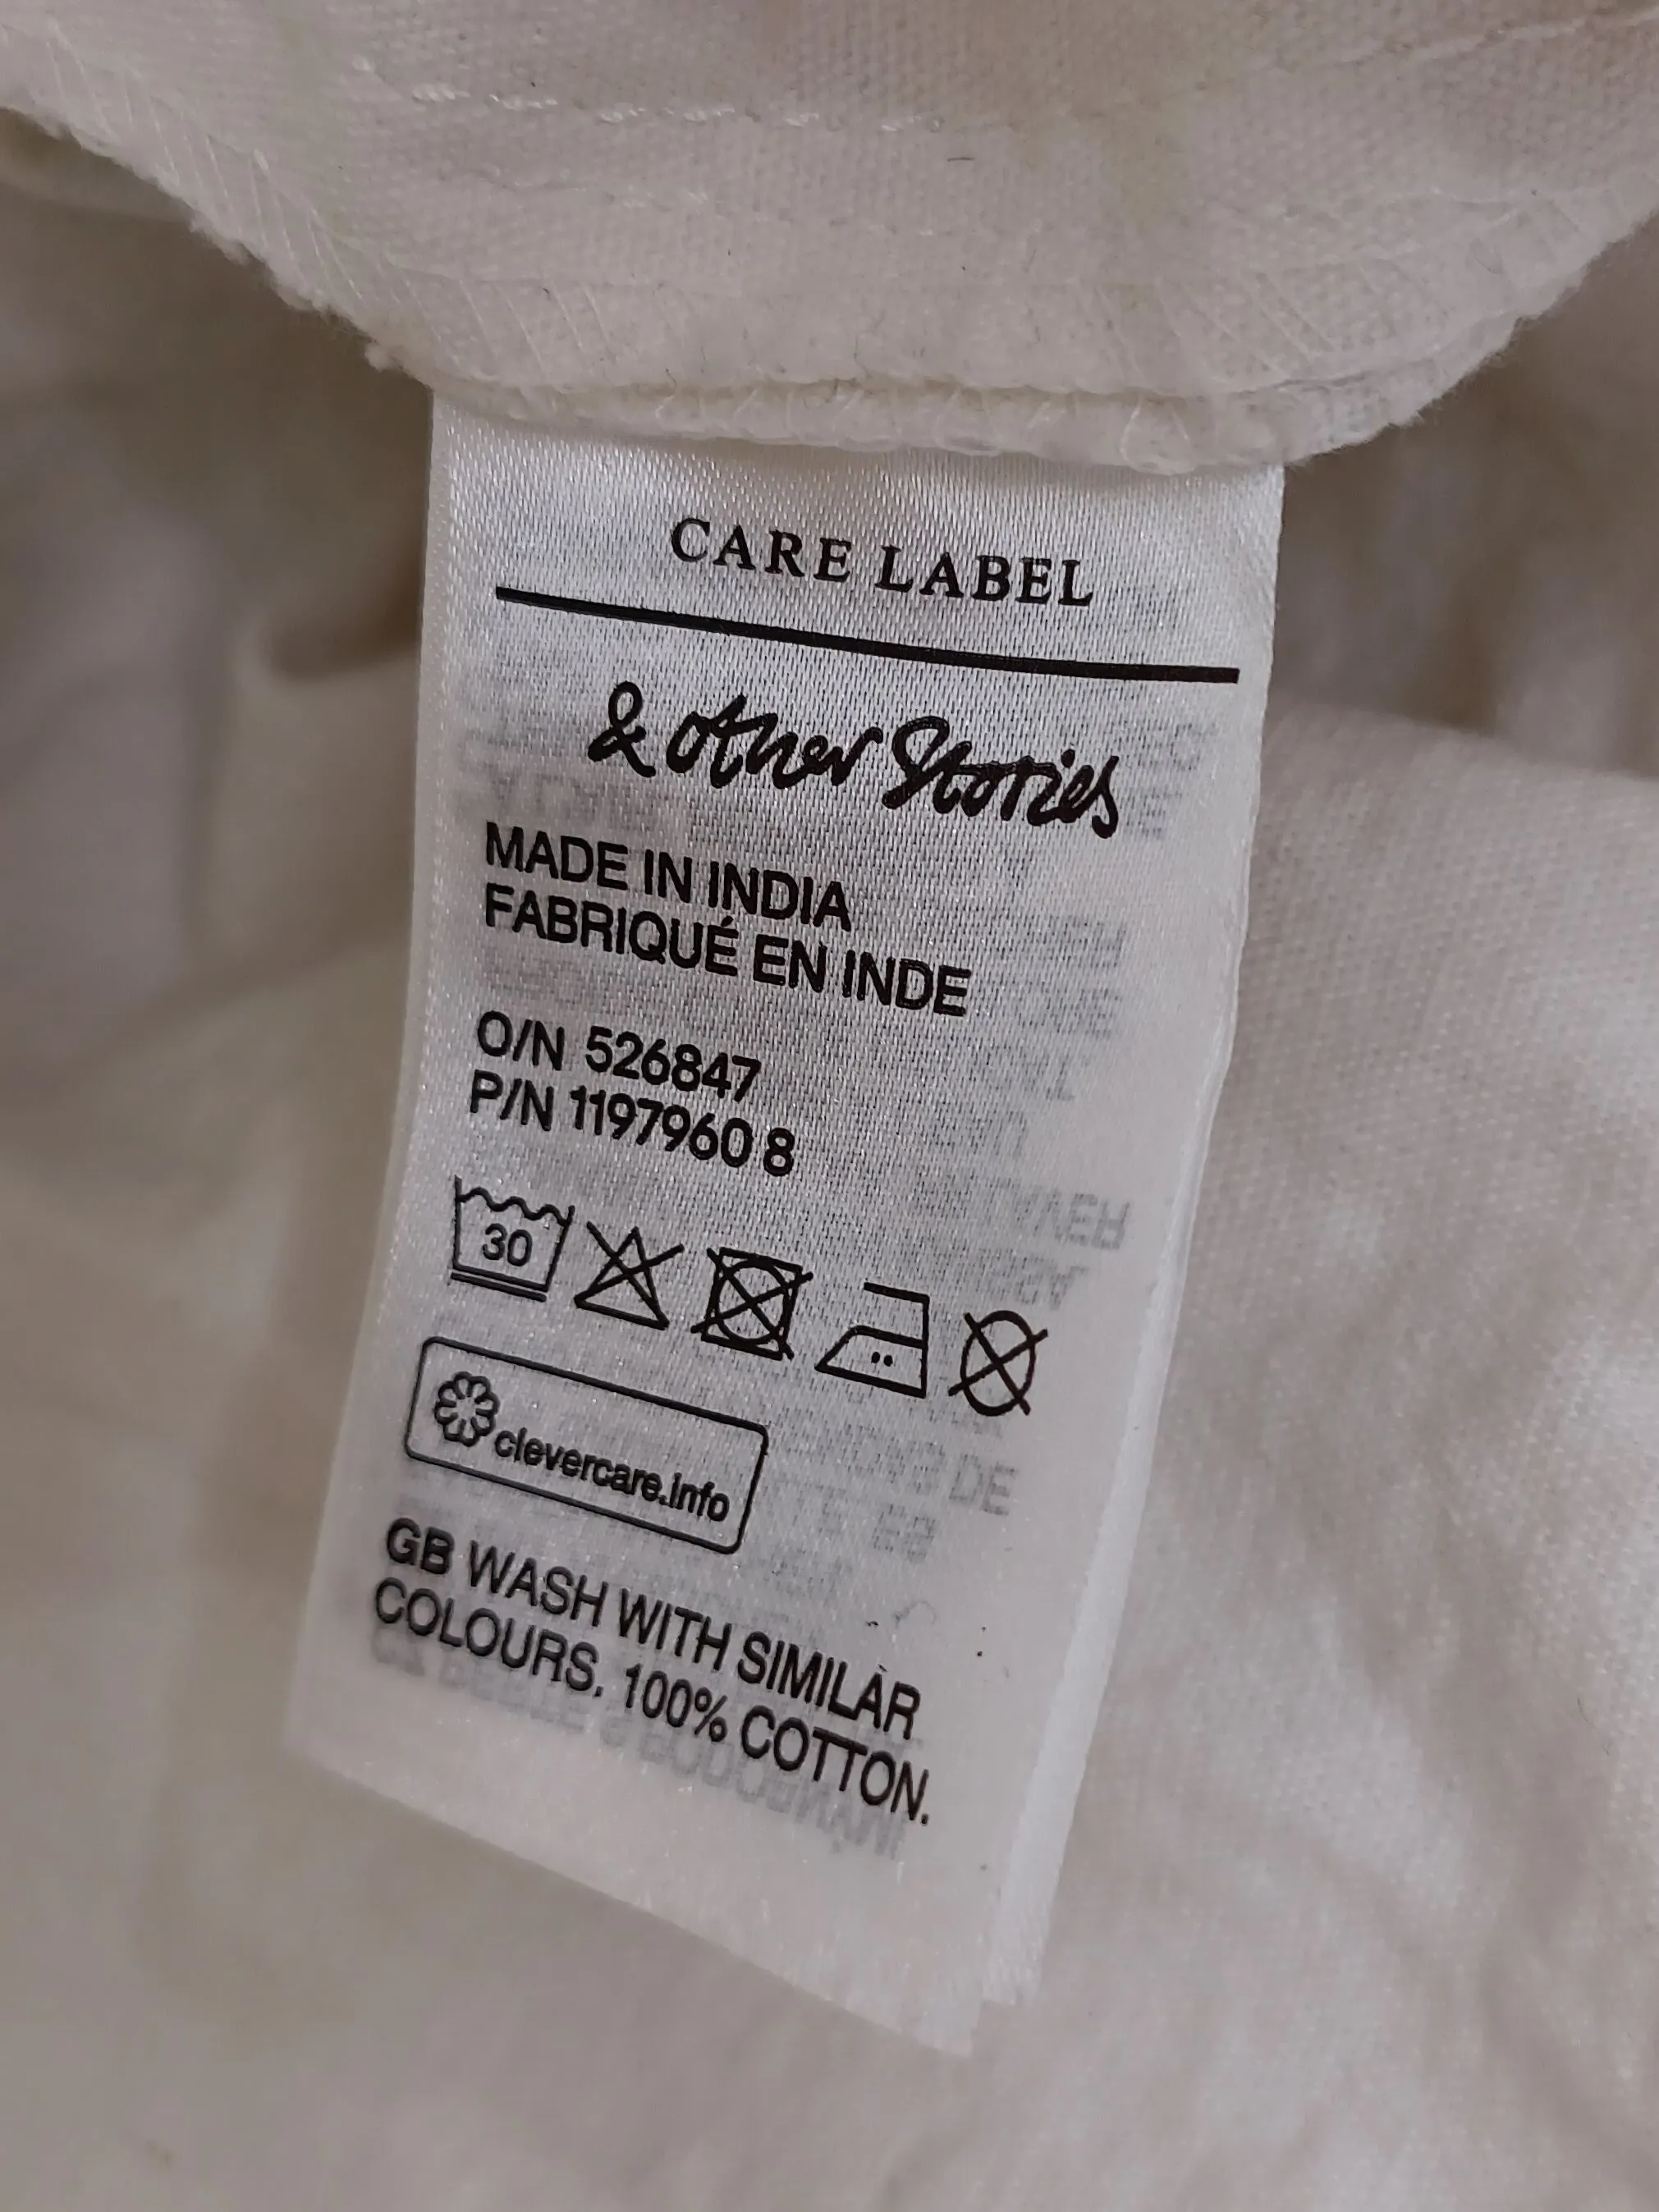 CARE LABEL
& other Stories
MADE IN INDIA
FABRIQUÉ EN INDE
O/N 526847
P/N 1197960 8
30
clevercare.info
GB WASH WITH SIMILAR
COLOURS. 100% COTTON.